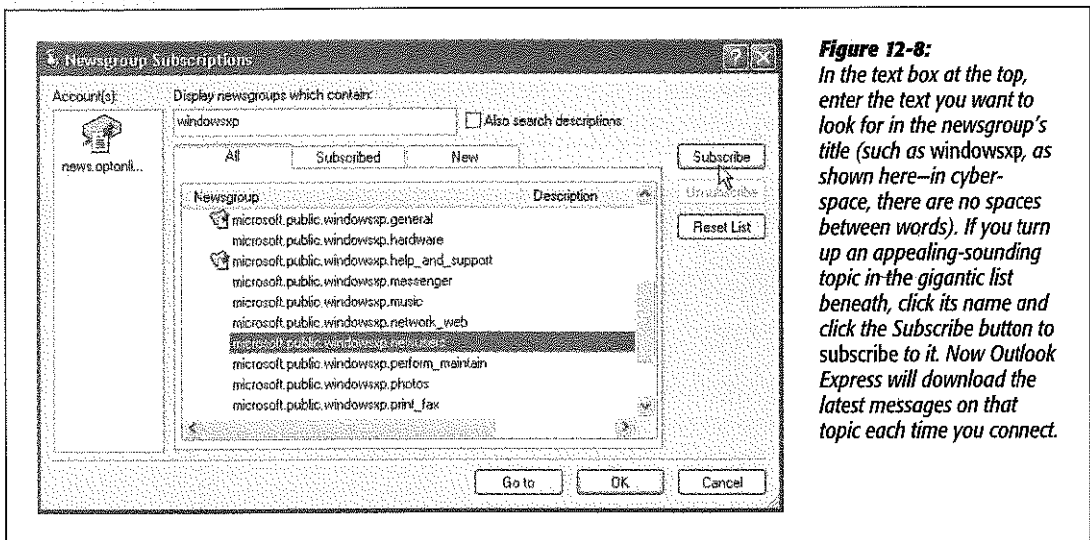 Newsgroup Subscriptions
Account(s):
news.optonli...
Display newsgroups which contain:
windowsxp
Also search descriptions
All
Subscribed
New
Newsgroup
Description
microsoft.public.windowsxp.general
microsoft.public.windowsxp.hardware
microsoft.public.windowsxp.help_and_support
microsoft.public.windowsxp.messenger
microsoft.public.windowsxp.music
microsoft.public.windowsxp.network_web
microsoft.public.windowsxp.newusers
microsoft.public.windowsxp.perform_maintain
microsoft.public.windowsxp.photos
microsoft.public.windowsxp.print_fax
Subscribe
Unsubscribe
Reset List
Go to
OK
Cancel
Figure 12-8:
In the text box at the top,
enter the text you want to
look for in the newsgroup's
title (such as windowsxp, as
shown here—in cyber-
space, there are no spaces
between words). If you turn
up an appealing-sounding
topic in the gigantic list
beneath, click its name and
click the Subscribe button to
subscribe to it. Now Outlook
Express will download the
latest messages on that
topic each time you connect.